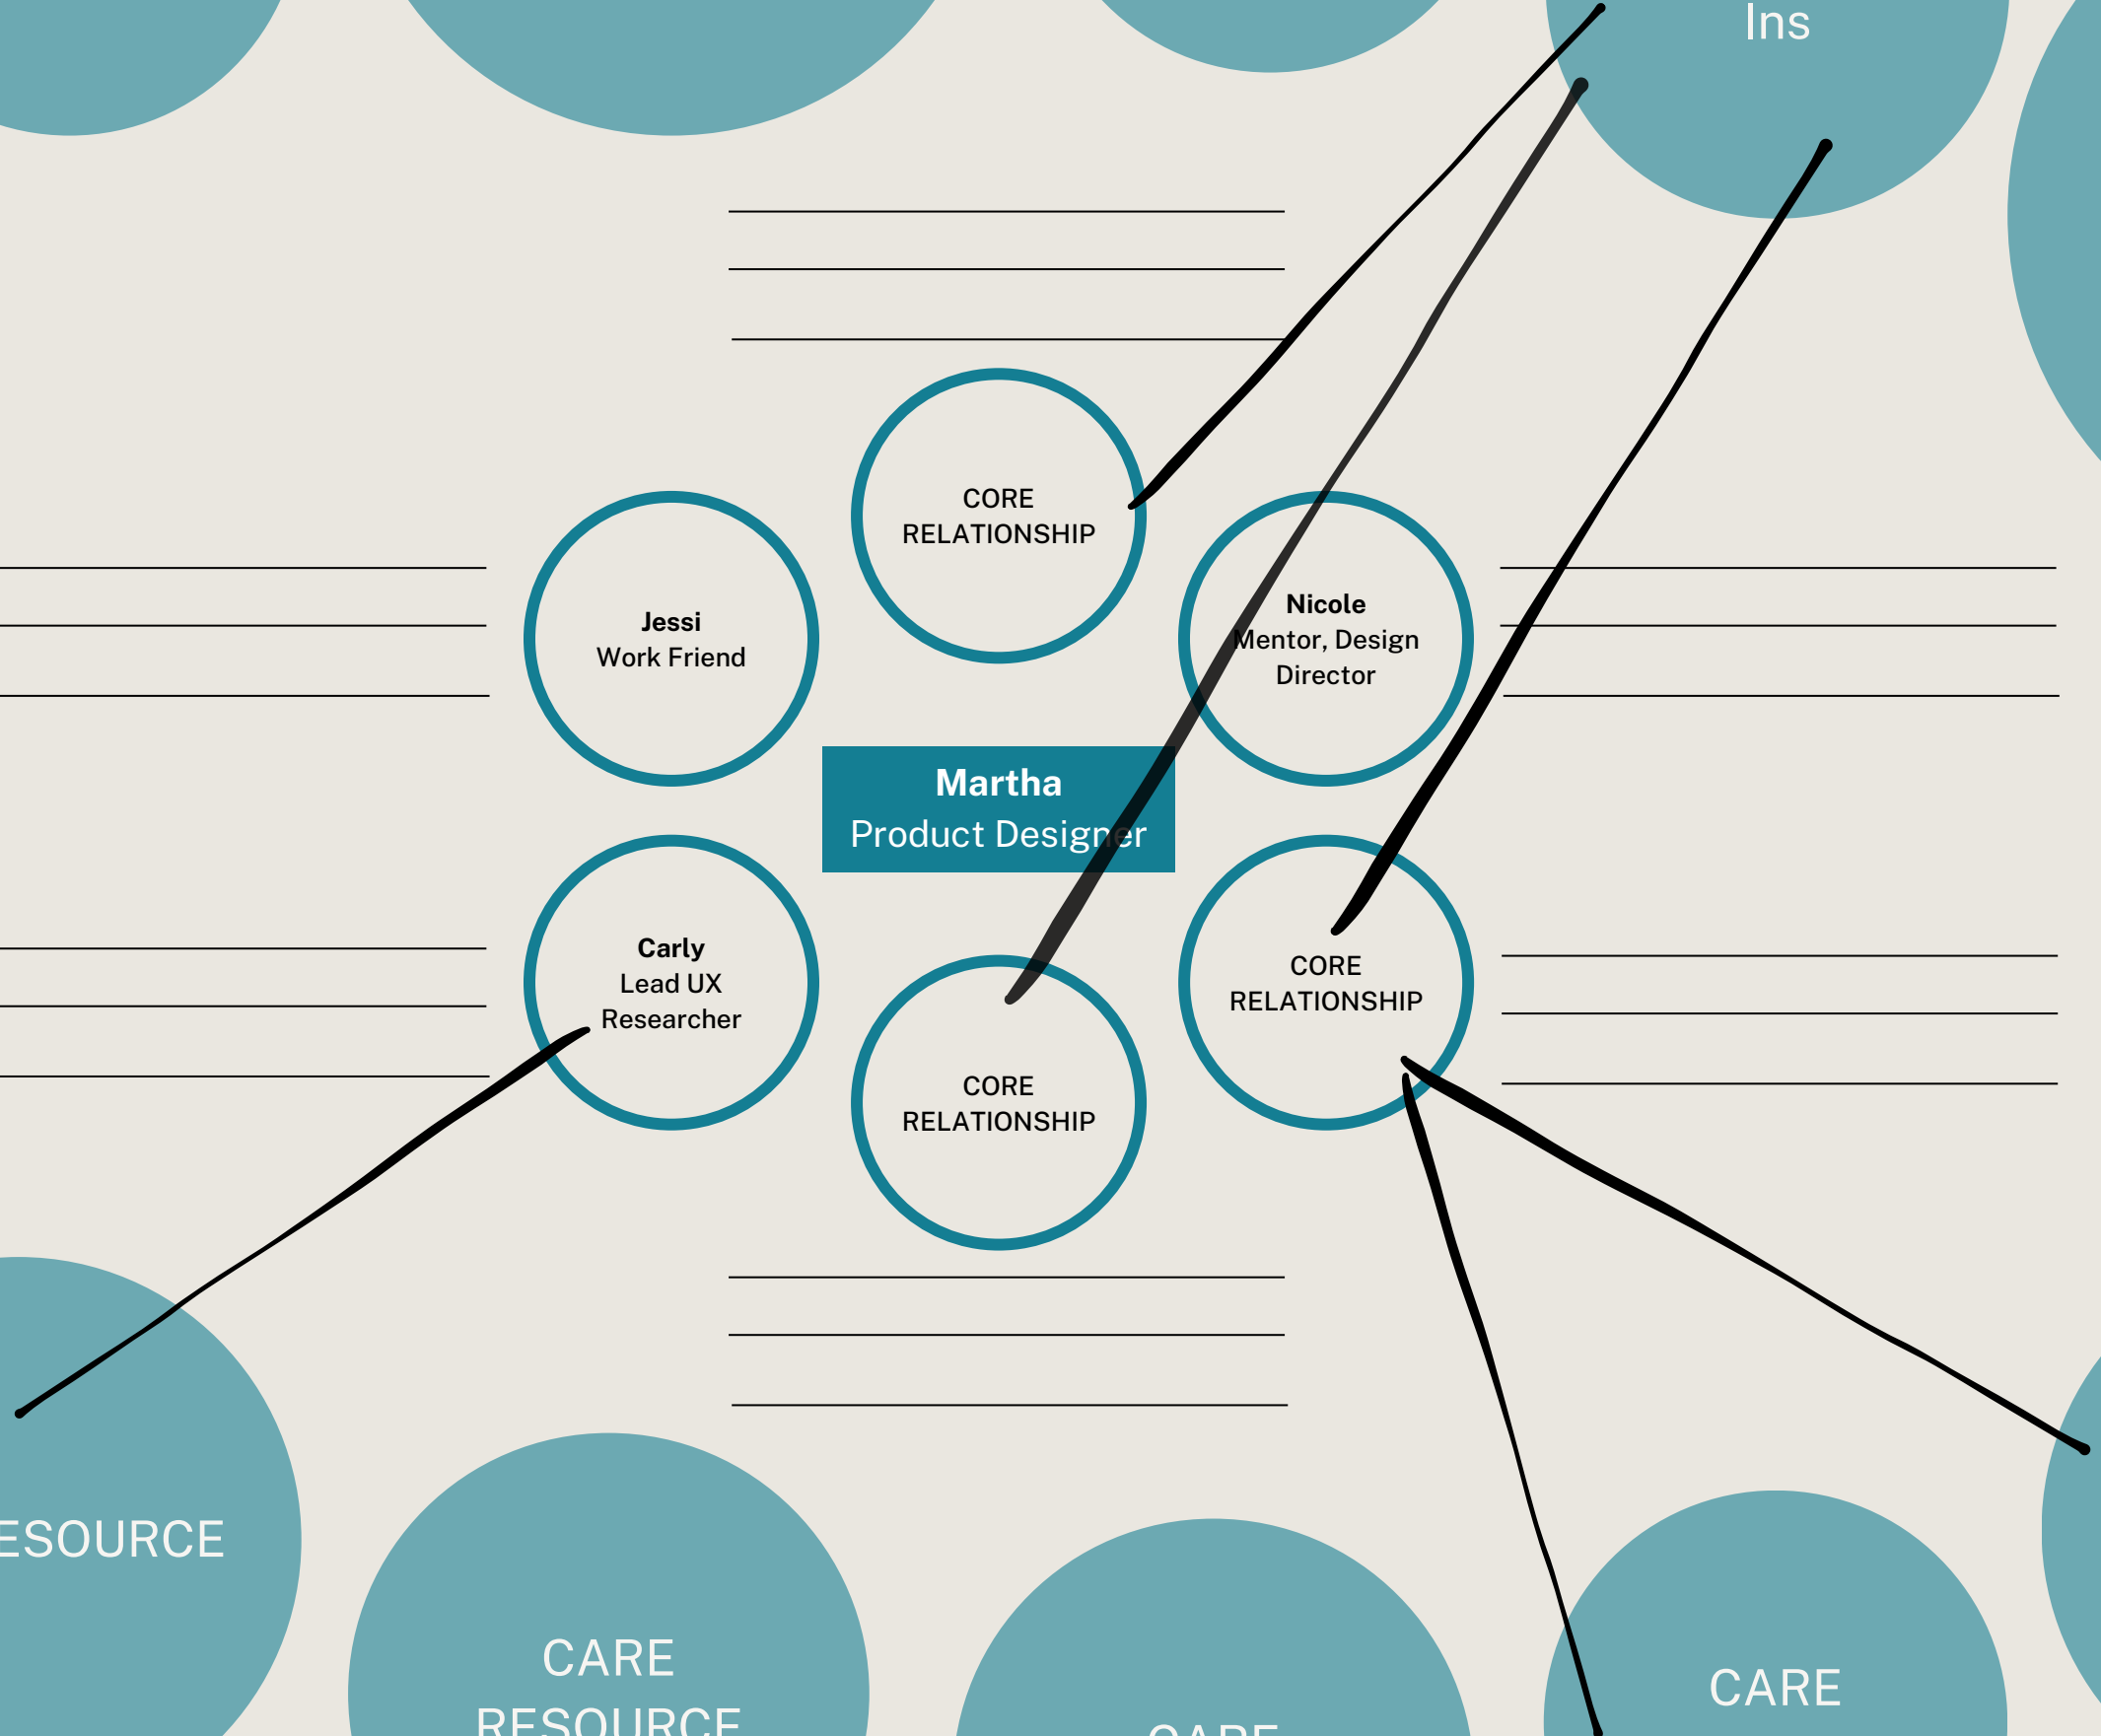 Ins
CORE
RELATIONSHIP
Jessi
Work Friend
Nicole
Mentor, Design
Director
Martha
Product Designer
Carly
Lead UX
Researcher
CORE
RELATIONSHIP
CORE
RELATIONSHIP
ESOURCE
CARE
RESOURCE
CARE
CARE